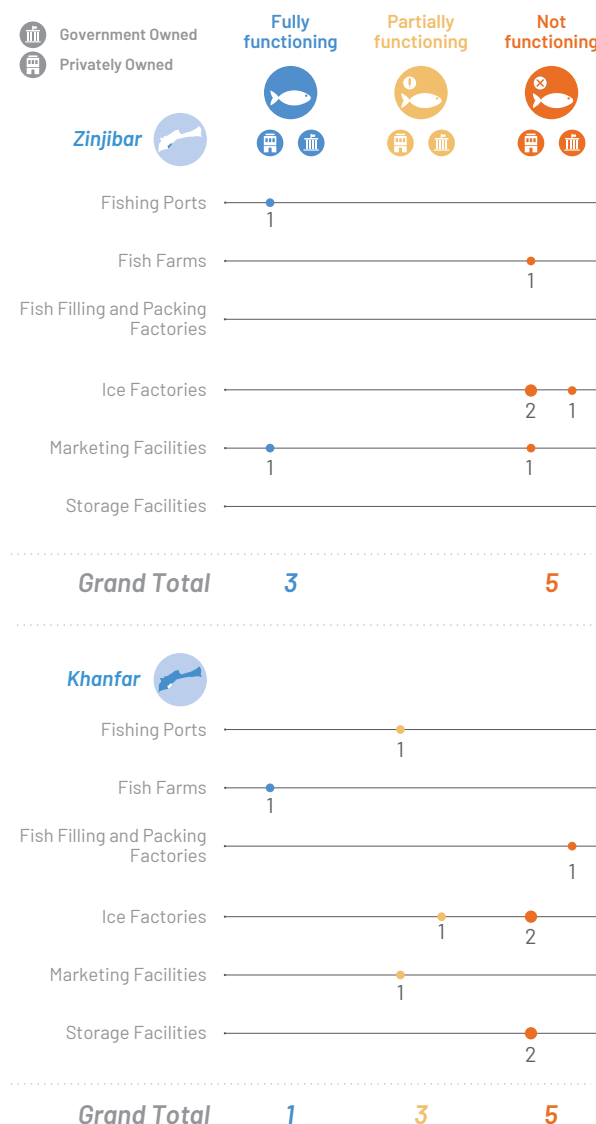 Government Owned
Privately Owned
Fully
functioning
Partially
functioning
Not
functioning
Zinjibar
Fishing Ports
1
Fish Farms
1
Fish Filling and Packing
Factories
Ice Factories
2 1
Marketing Facilities
1 1
Storage Facilities
Grand Total 3 5
Khanfar
Fishing Ports
1
Fish Farms
1
Fish Filling and Packing
Factories
1
Ice Factories
1 2
Marketing Facilities
1
Storage Facilities
2
Grand Total 1 3 5